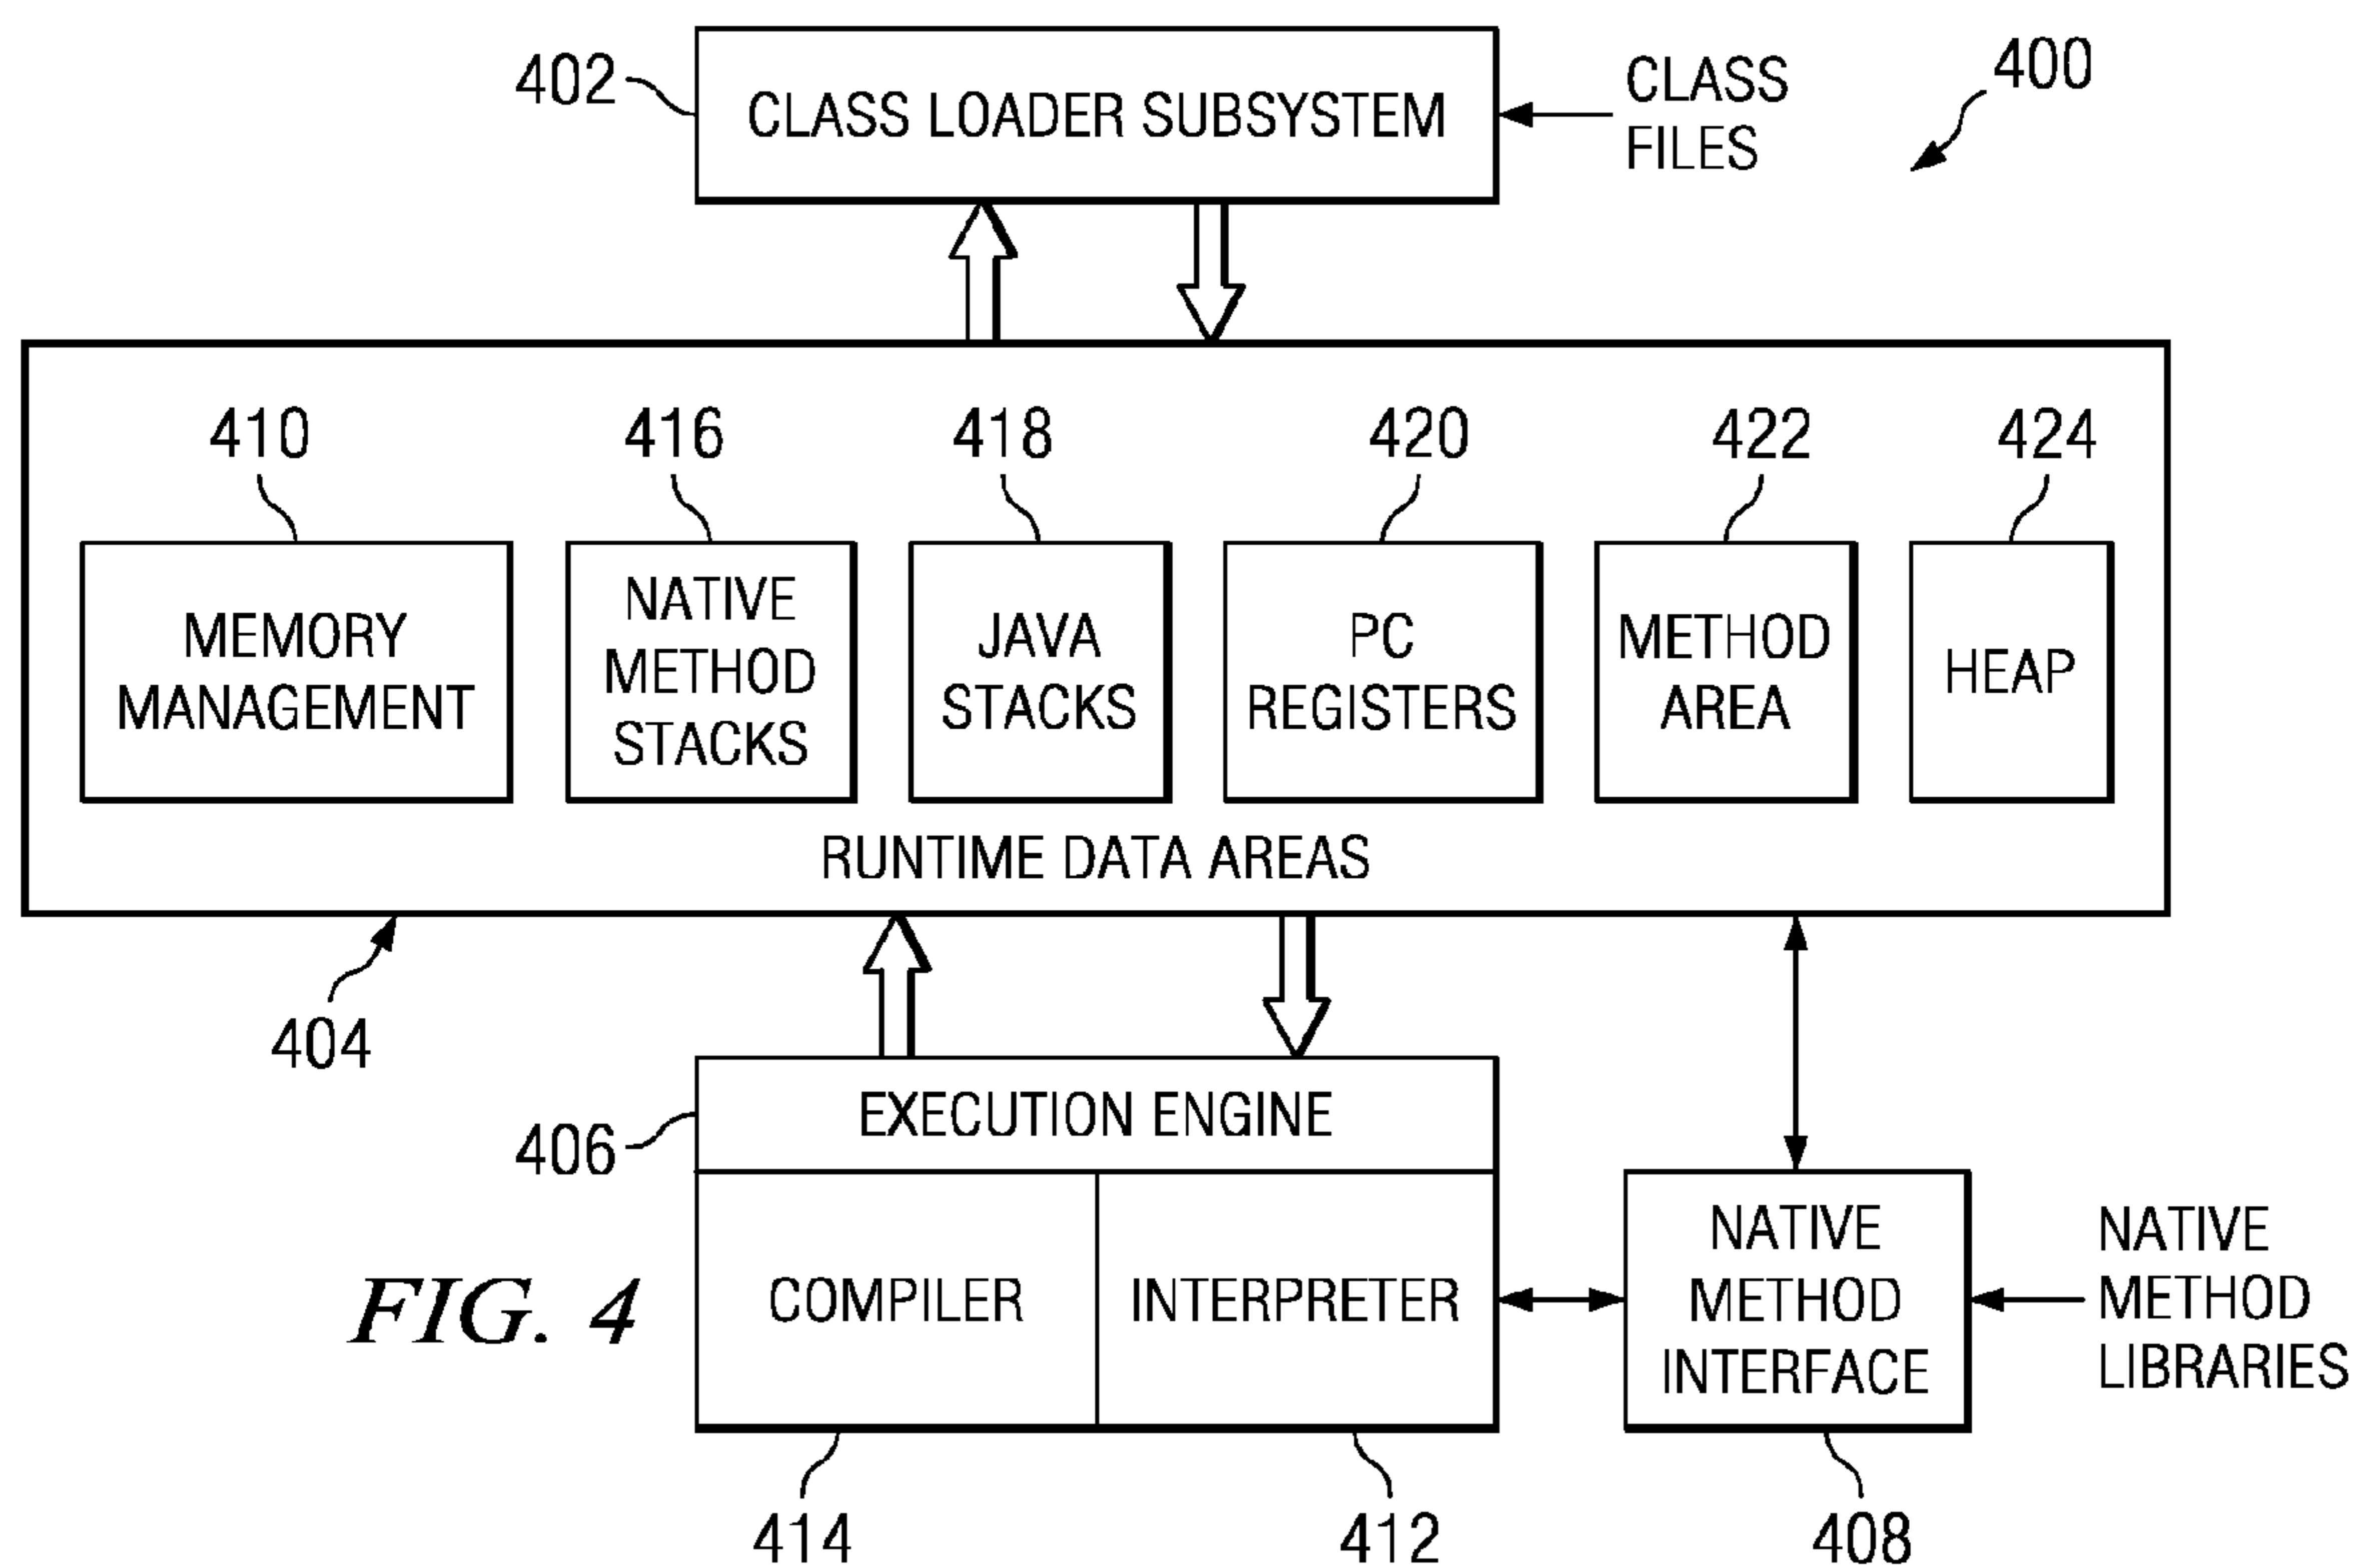 402
CLASS LOADER SUBSYSTEM
CLASS
FILES
400
410
416
418
420
422
424
MEMORY
MANAGEMENT
NATIVE
METHOD
STACKS
JAVA
STACKS
PC
REGISTERS
METHOD
AREA
HEAP
RUNTIME DATA AREAS
404
406
EXECUTION ENGINE
COMPILER
INTERPRETER
NATIVE
METHOD
INTERFACE
NATIVE
METHOD
LIBRARIES
FIG. 4
414
412
408